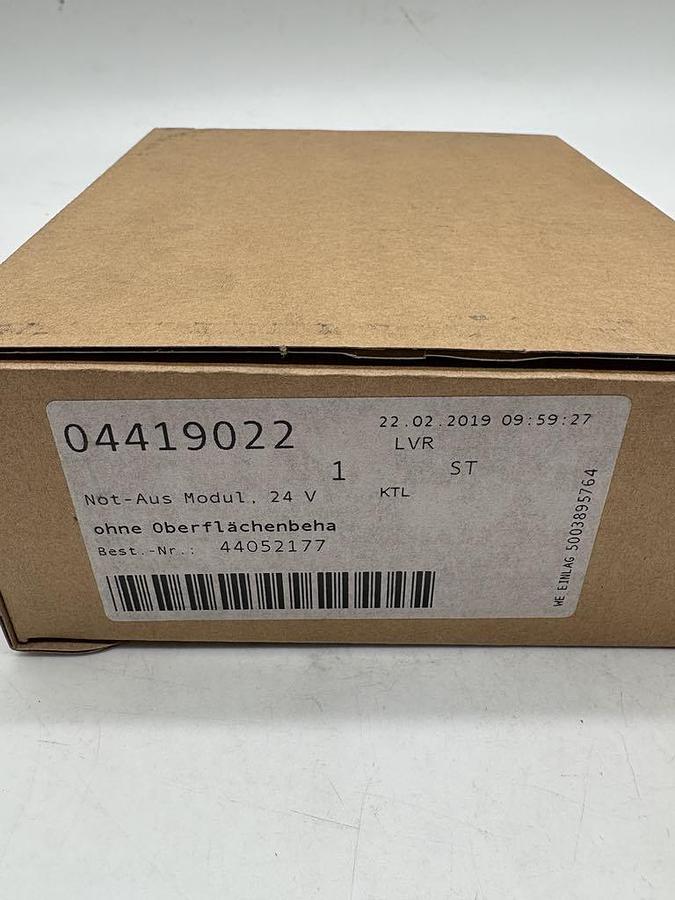 04419022
22.02.2019 09:59:27
LVR
1 ST
Not-Aus Modul, 24 V
KTL
ohne Oberflächenbeha
Best.-Nr.: 44052177
WE EINLAG 5003895764